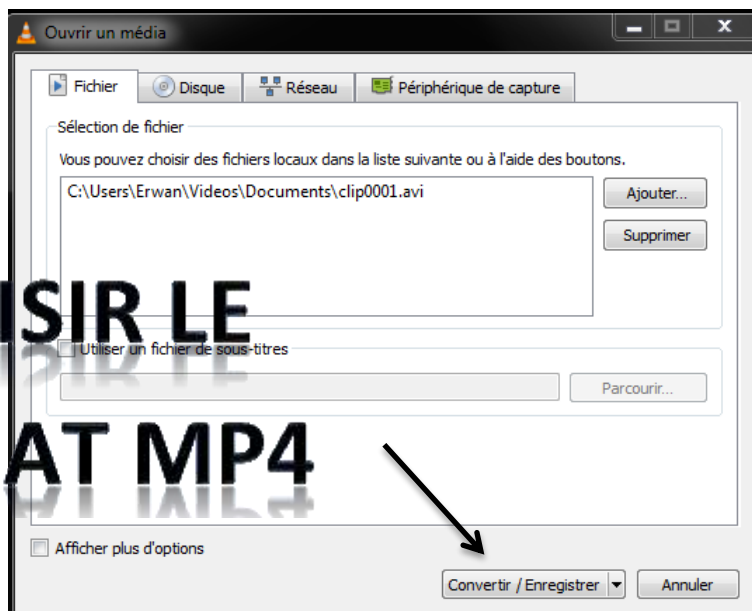 Ouvrir un média
Fichier Disque Réseau Périphérique de capture
Sélection de fichier
Vous pouvez choisir des fichiers locaux dans la liste suivante ou à l'aide des boutons.
C:\Users\Erwan\Videos\Documents\clip0001.avi
Ajouter...
Supprimer
ISIR LE
Utiliser un fichier de sous-titres
Parcourir...
AT MP4
Afficher plus d'options
Convertir / Enregistrer Annuler